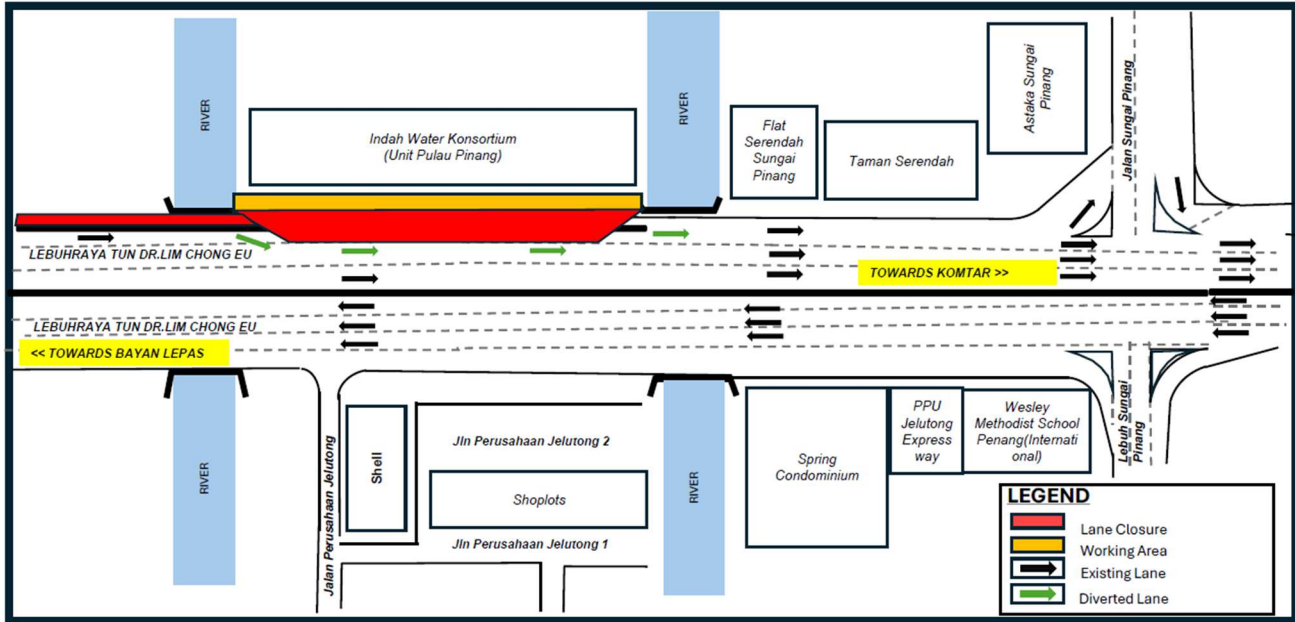 RIVER
Indah Water Konsortium
(Unit Pulau Pinang)
RIVER
Flat
Serendah
Sungai
Pinang
Taman Serendah
Astaka Sungai
Pinang
Jalan Sungai Pinang
LEBUHRAYA TUN DR.LIM CHONG EU
TOWARDS KOMTAR >>
LEBUHRAYA TUN DR.LIM CHONG EU
<< TOWARDS BAYAN LEPAS
RIVER
Jalan Perusahaan Jelutong
Shell
Jln Perusahaan Jelutong 2
Shoplots
Jln Perusahaan Jelutong 1
RIVER
Spring
Condominium
PPU
Jelutong
Express
way
Wesley
Methodist School
Penang(Internati
onal)
Lebuh Sungai
Pinang
LEGEND
Lane Closure
Working Area
Existing Lane
Diverted Lane